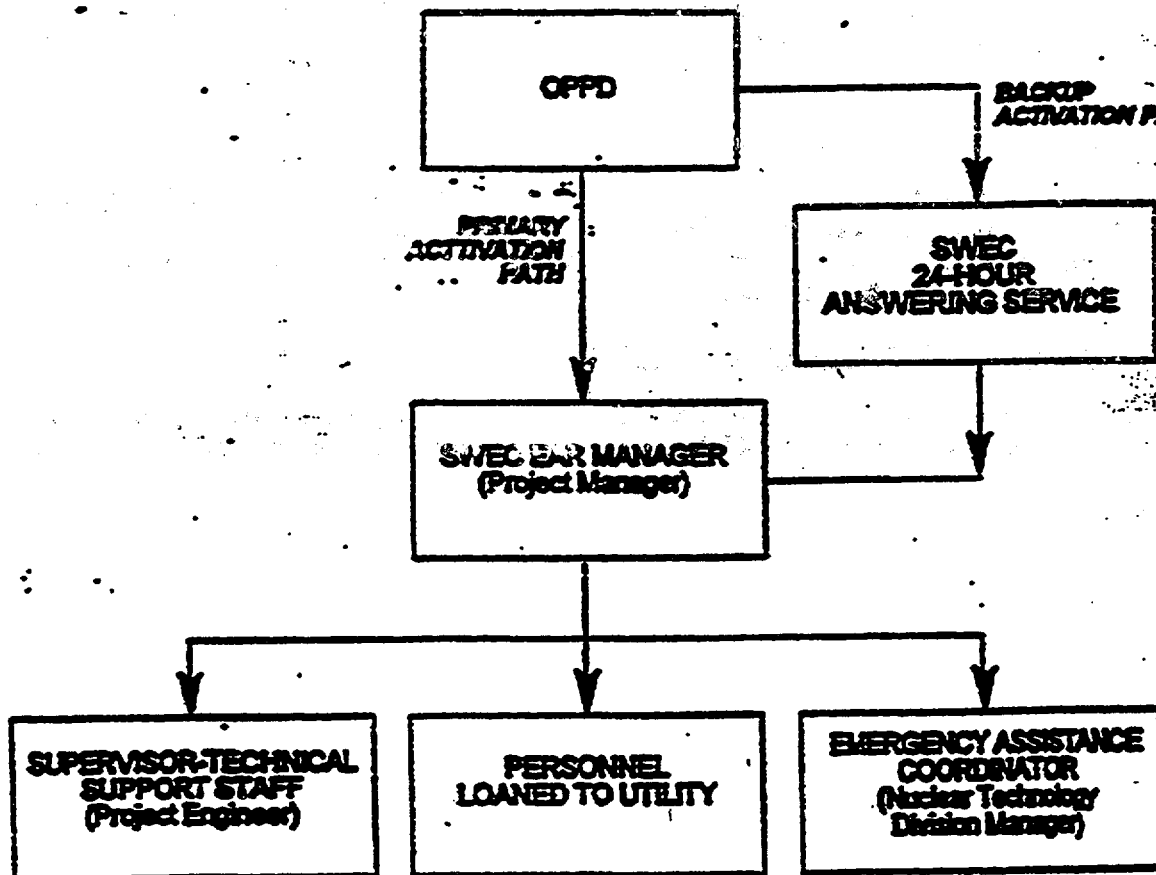 OPPD
BACKUP
ACTIVATION P
PRIMARY
ACTIVATION
PATH
SWEC
24-HOUR
ANSWERING SERVICE
SWEC EAR MANAGER
(Project Manager)
SUPERVISOR-TECHNICAL
SUPPORT STAFF
(Project Engineer)
PERSONNEL
LOANED TO UTILITY
EMERGENCY ASSISTANCE
COORDINATOR
(Nuclear Technology
Division Manager)